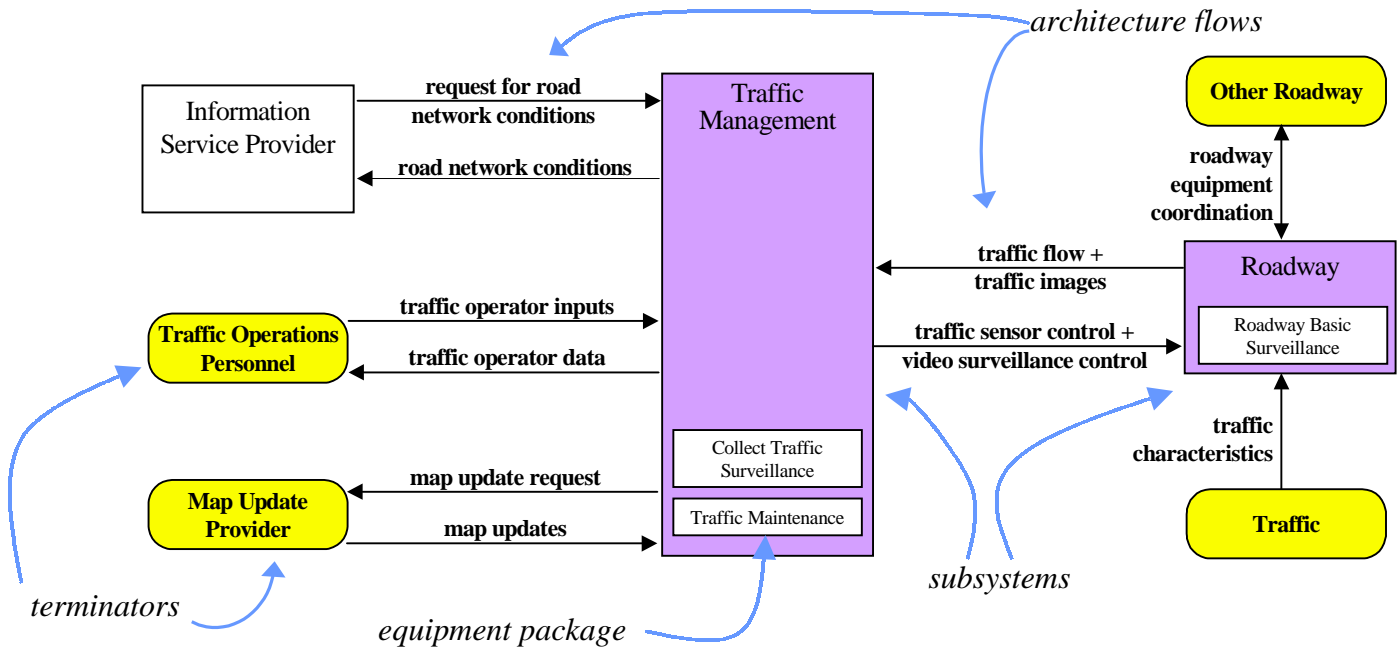 architecture flows
Information
Service Provider
request for road
network conditions
road network conditions
Traffic
Management
Other Roadway
roadway
equipment
coordination
traffic flow +
traffic images
Roadway
Traffic Operations
Personnel
traffic operator inputs
traffic operator data
traffic sensor control +
video surveillance control
Roadway Basic
Surveillance
traffic
characteristics
Collect Traffic
Surveillance
Map Update
Provider
map update request
map updates
Traffic Maintenance
Traffic
subsystems
terminators
equipment package